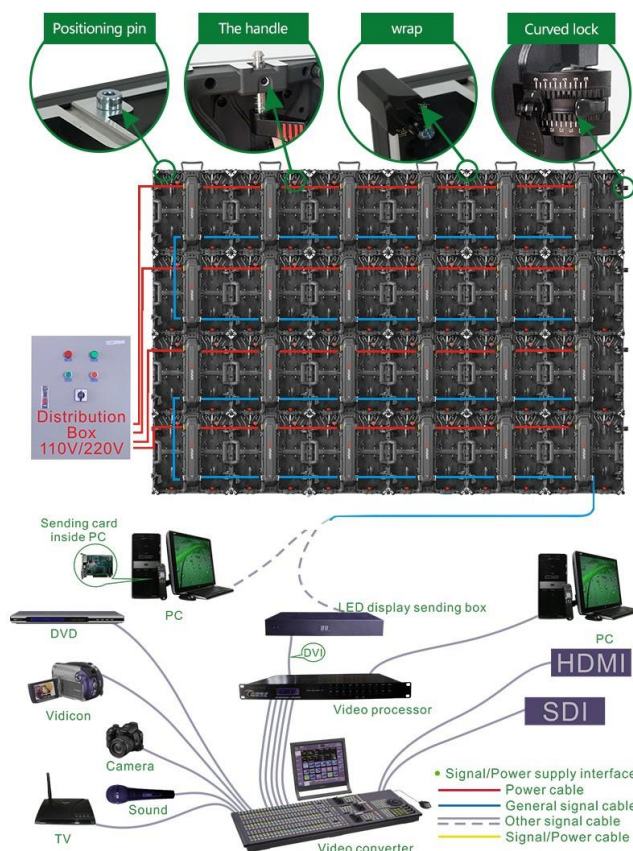 Positioning pin
The handle
wrap
Curved lock
Distribution
Box
110V/220V
Sending card
inside PC
PC
LED display sending box
PC
DVD
DVI
HDMI
Vidicon
Video processor
SDI
Camera
Sound
TV
Video converter
Signal/Power supply interface
Power cable
General signal cable
Other signal cable
Signal/Power cable